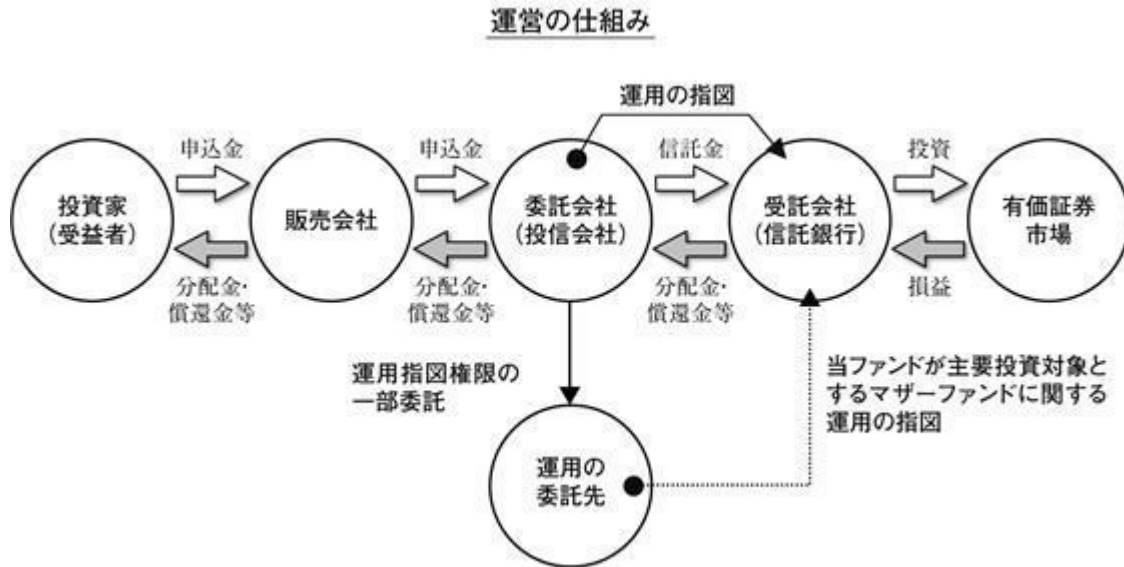 運営の仕組み
運用の指図
申込金
申込金
信託金
投資
投資家
(受益者)
販売会社
委託会社
(投信会社)
受託会社
(信託銀行)
有価証券
市場
分配金・
償還金等
分配金・
償還金等
分配金・
償還金等
損益
運用指図権限の
一部委託
当ファンドが主要投資対象と
するマザーファンドに関する
運用の指図
運用の
委託先